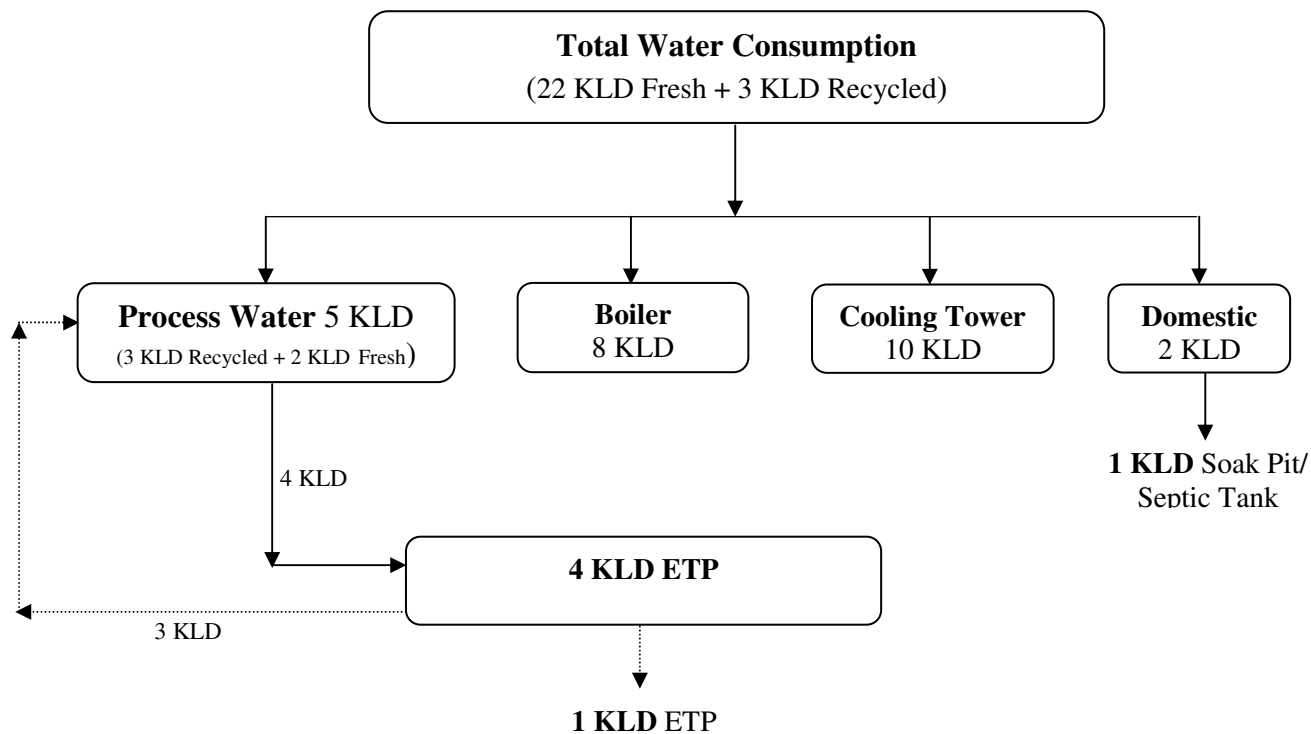 Total Water Consumption
(22 KLD Fresh + 3 KLD Recycled)
Process Water 5 KLD
(3 KLD Recycled + 2 KLD Fresh)
Boiler
8 KLD
Cooling Tower
10 KLD
Domestic
2 KLD
4 KLD
1 KLD Soak Pit/
Septic Tank
4 KLD ETP
3 KLD
1 KLD ETP